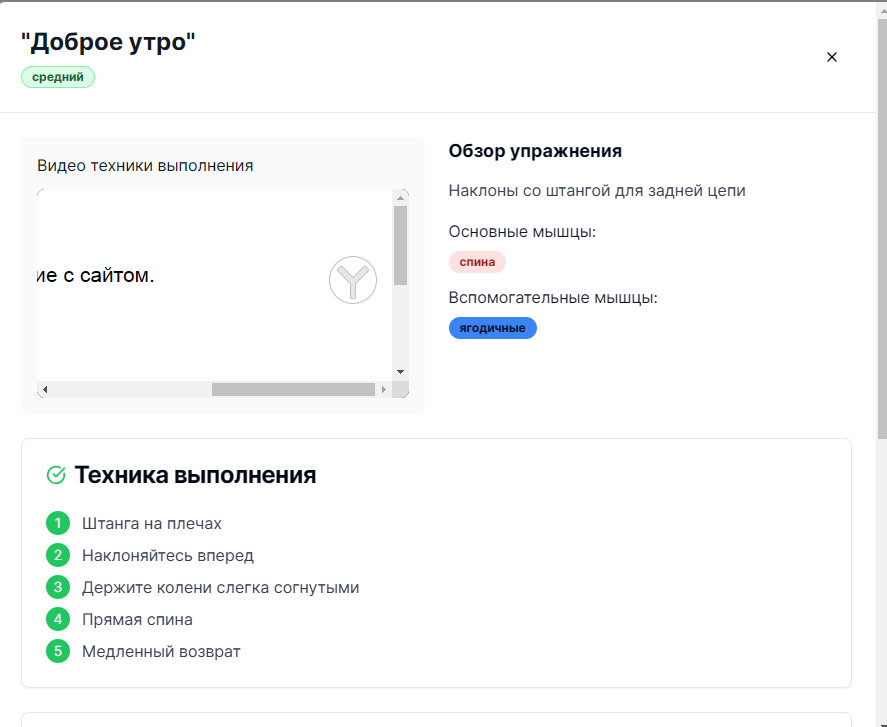 "Доброе утро"
средний
Видео техники выполнения
с сайтом.
Обзор упражнения
Наклоны со штангой для задней цепи
Основные мышцы:
спина
Вспомогательные мышцы:
ягодичные
Техника выполнения
1 Штанга на плечах
2 Наклоняйтесь вперед
3 Держите колени слегка согнутыми
4 Прямая спина
5 Медленный возврат